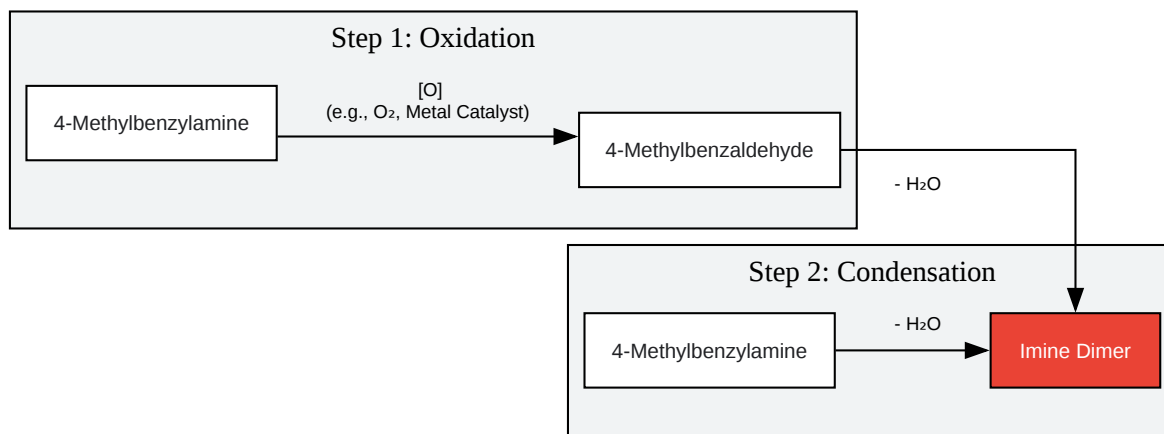 Step 1: Oxidation
[O]
(e.g., O₂, Metal Catalyst)
4-Methylbenzylamine
4-Methylbenzaldehyde
- H₂O
Step 2: Condensation
- H₂O
4-Methylbenzylamine
Imine Dimer